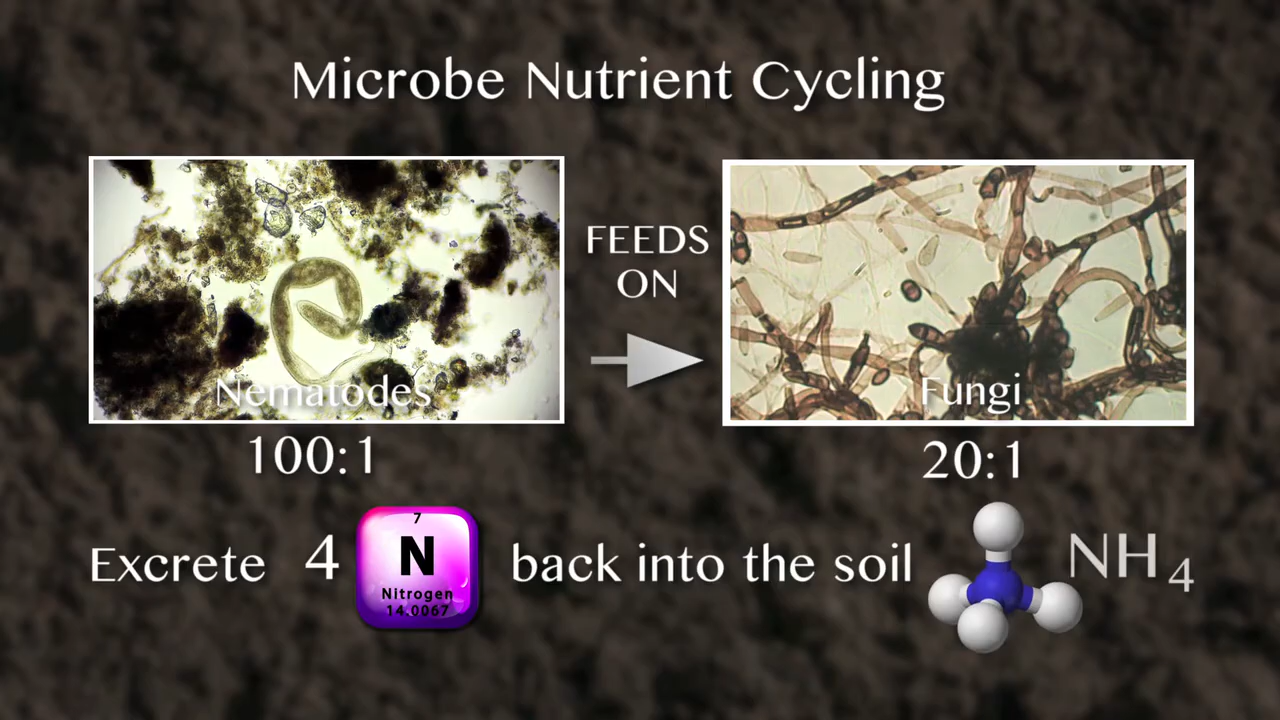 Microbe Nutrient Cycling
FEEDS
ON
Nematodes
Fungi
100:1
20:1
Excrete 4
7
N
Nitrogen
14.0067
back into the soil
NH4